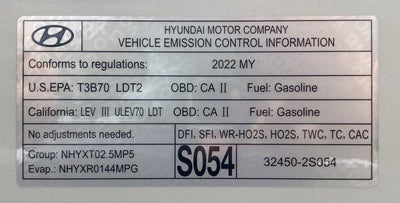 HYUNDAI MOTOR COMPANY
VEHICLE EMISSION CONTROL INFORMATION
Conforms to regulations: 2022 MY
U.S.EPA: T3B70 LDT2 OBD: CA II Fuel: Gasoline
California: LEV III ULEV70 LDT OBD: CA II Fuel: Gasoline
No adjustments needed. DFI, SFI, WR-HO2S, HO2S, TWC, TC, CAC
Group: NHYXT02.5MP5
Evap.: NHYXR0144MPG
S054
32450-2S054